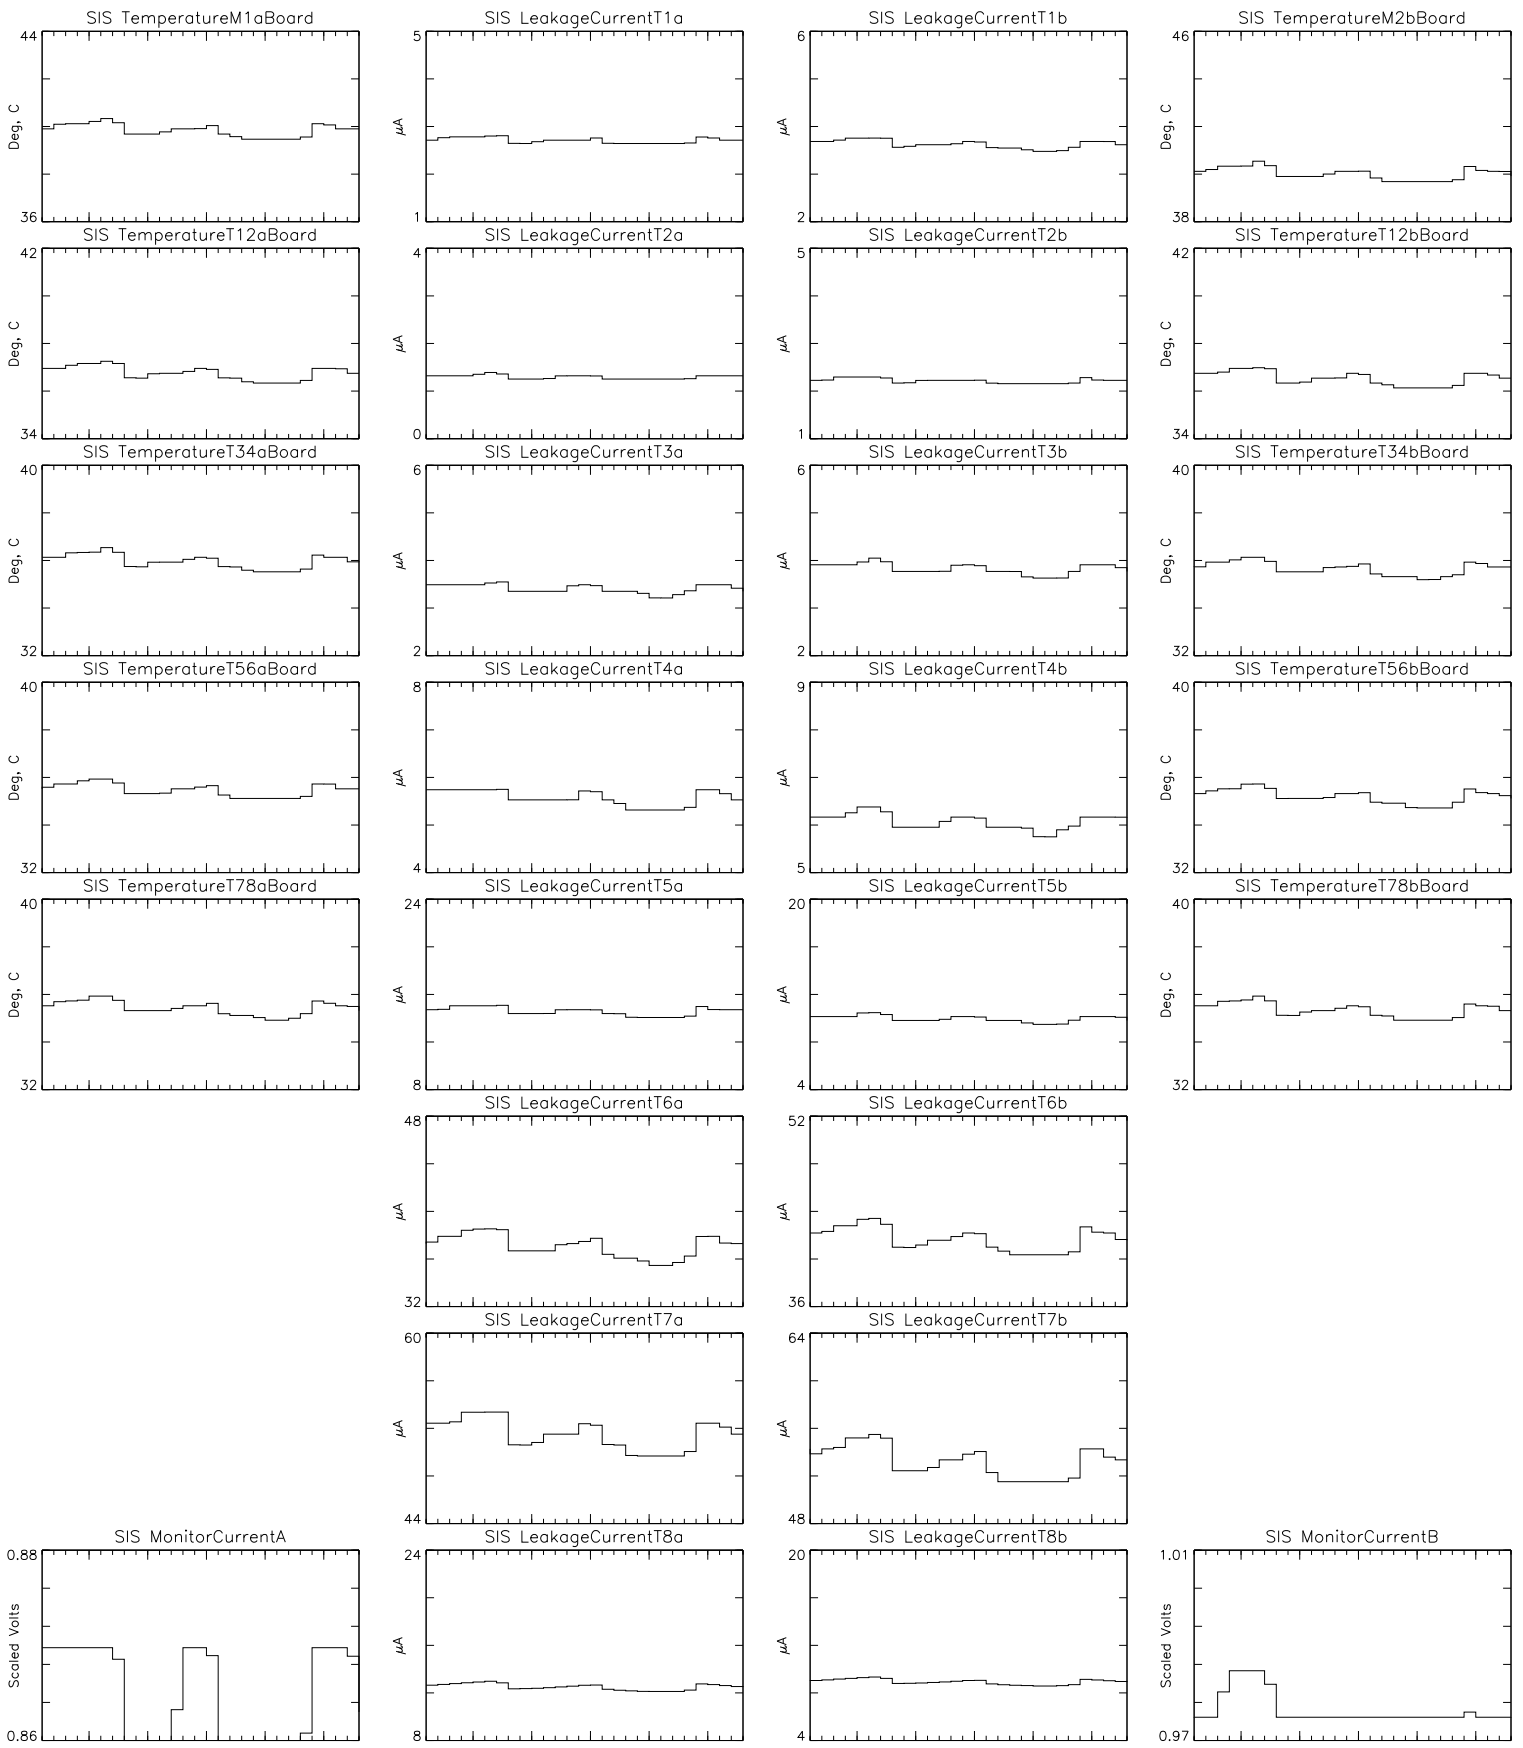 SIS TemperatureM1aBoard
44
Deg, C
36
SIS LeakageCurrentT1a
5
μA
1
SIS LeakageCurrentT1b
6
μA
2
SIS TemperatureM2bBoard
46
Deg, C
38
SIS TemperatureT12aBoard
42
Deg, C
34
SIS LeakageCurrentT2a
4
μA
0
SIS LeakageCurrentT2b
5
μA
1
SIS TemperatureT12bBoard
42
Deg, C
34
SIS TemperatureT34aBoard
40
Deg, C
32
SIS LeakageCurrentT3a
6
μA
2
SIS LeakageCurrentT3b
6
μA
2
SIS TemperatureT34bBoard
40
Deg, C
32
SIS TemperatureT56aBoard
40
Deg, C
32
SIS LeakageCurrentT4a
8
μA
4
SIS LeakageCurrentT4b
9
μA
5
SIS TemperatureT56bBoard
40
Deg, C
32
SIS TemperatureT78aBoard
40
Deg, C
32
SIS LeakageCurrentT5a
24
μA
8
SIS LeakageCurrentT5b
20
μA
4
SIS TemperatureT78bBoard
40
Deg, C
32
SIS LeakageCurrentT6a
48
μA
32
SIS LeakageCurrentT6b
52
μA
36
SIS LeakageCurrentT7a
60
μA
44
SIS LeakageCurrentT7b
64
μA
48
SIS MonitorCurrentA
0.88
Scaled Volts
0.86
SIS LeakageCurrentT8a
24
μA
8
SIS LeakageCurrentT8b
20
μA
4
SIS MonitorCurrentB
1.01
Scaled Volts
0.97